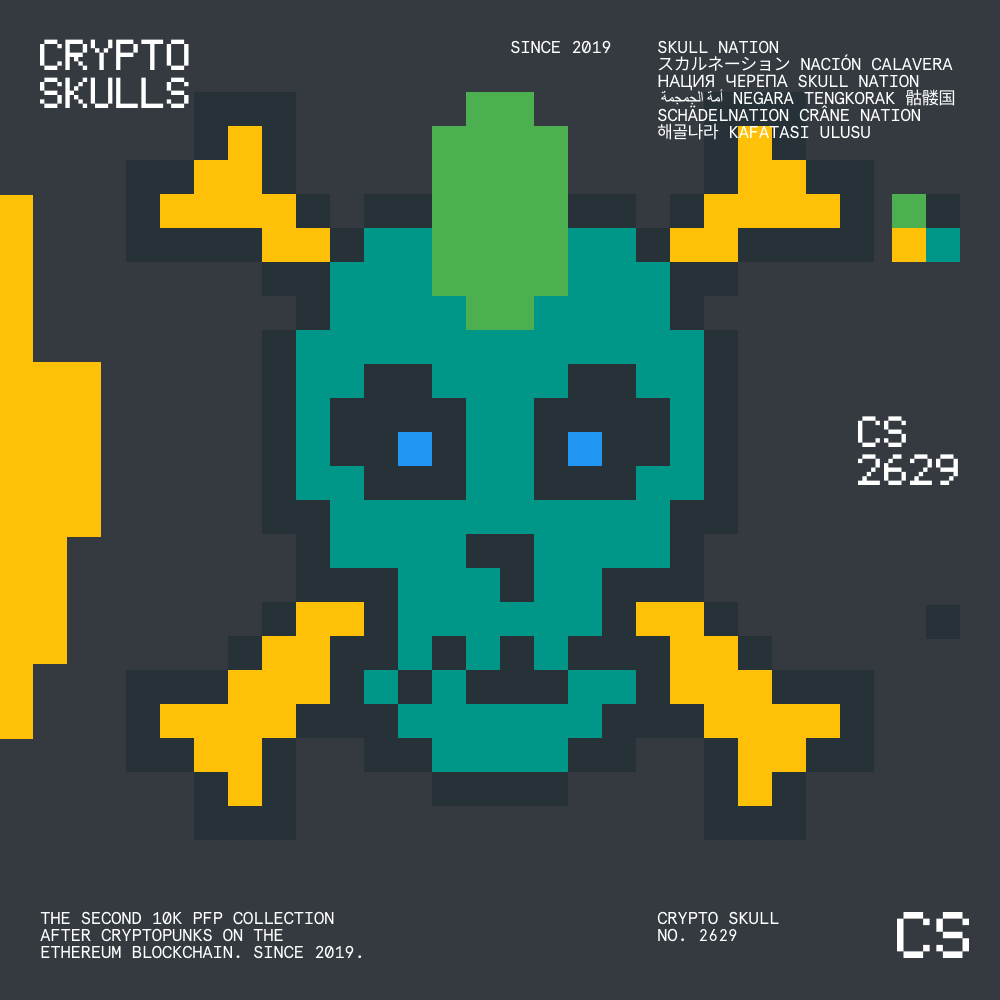 CRYPTO
SKULLS
SINCE 2019
SKULL NATION
スカルネーション NACIÓN CALAVERA
НАЦИЯ ЧЕРЕПА SKULL NATION
أمة الجمجمة NEGARA TENGKORAK 骷髅国
SCHÄDELNATION CRÂNE NATION
해골나라 KAFATASI ULUSU
CS
2629
THE SECOND 10K PFP COLLECTION
AFTER CRYPTOPUNKS ON THE
ETHEREUM BLOCKCHAIN. SINCE 2019.
CRYPTO SKULL
NO. 2629
CS